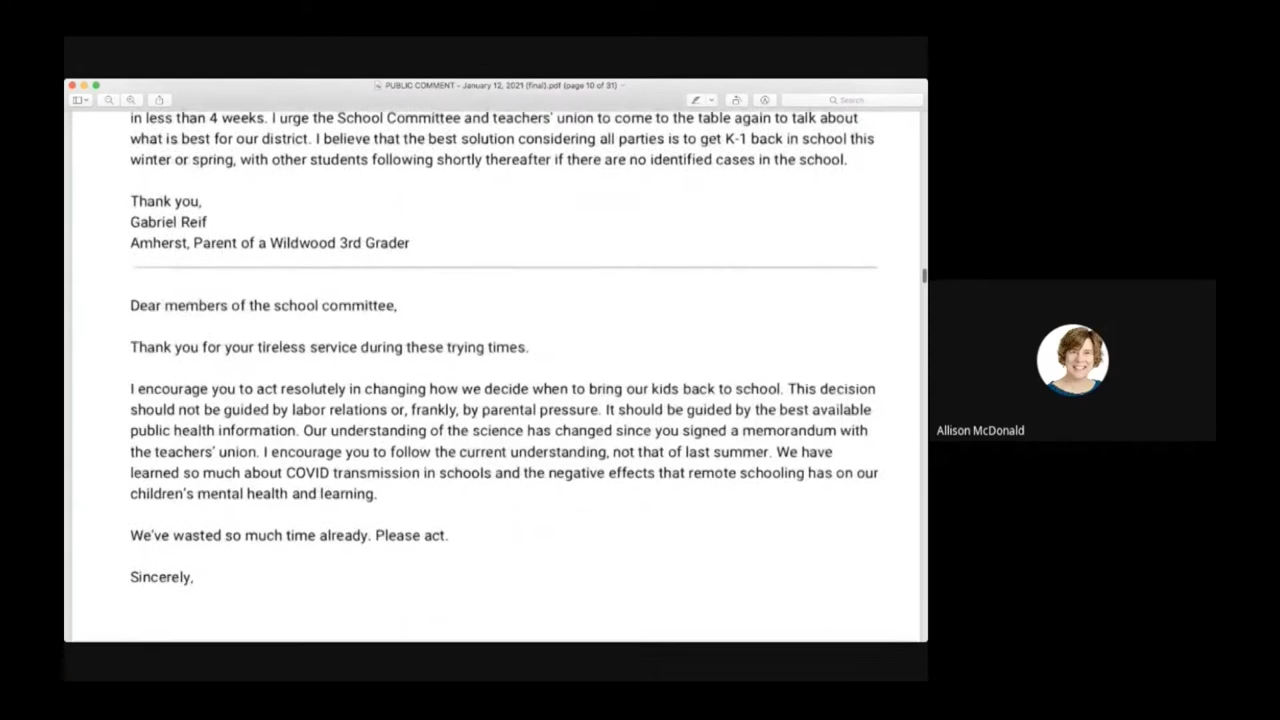 PUBLIC COMMENT - January 12, 2021 (final).pdf (page 10 of 31)
Search
in less than 4 weeks. I urge the School Committee and teachers' union to come to the table again to talk about
what is best for our district. I believe that the best solution considering all parties is to get K-1 back in school this
winter or spring, with other students following shortly thereafter if there are no identified cases in the school.
Thank you,
Gabriel Reif
Amherst, Parent of a Wildwood 3rd Grader
Dear members of the school committee,
Thank you for your tireless service during these trying times.
I encourage you to act resolutely in changing how we decide when to bring our kids back to school. This decision
should not be guided by labor relations or, frankly, by parental pressure. It should be guided by the best available
public health information. Our understanding of the science has changed since you signed a memorandum with
the teachers' union. I encourage you to follow the current understanding, not that of last summer. We have
learned so much about COVID transmission in schools and the negative effects that remote schooling has on our
children's mental health and learning.
We've wasted so much time already. Please act.
Sincerely,
Allison McDonald